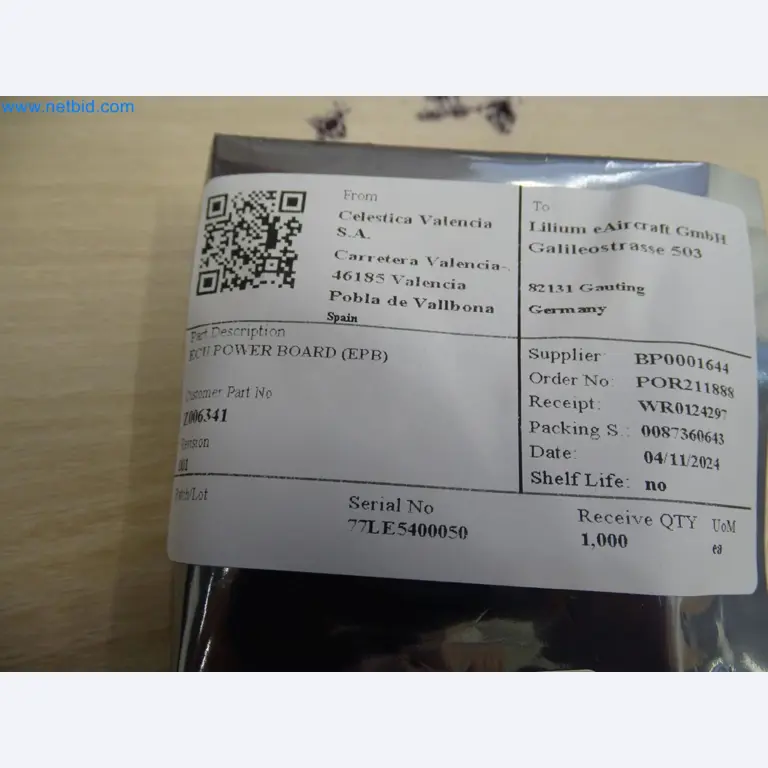 www.netbid.com
From
Celestica Valencia
S.A.
Carretera Valencia-.
46185 Valencia
Pobla de Vallbona
Spain
To
Lilium eAircraft GmbH
Galileostrasse 503
82131 Gauting
Germany
Part Description
ECU POWER BOARD (EPB)
Customer Part No
Z006341
Revision
Supplier BP0001644
Order No: POR211888
Receipt: WR0124297
Packing S.: 0087360643
Date: 04/11/2024
Shelf Life: no
Batch/Lot
Serial No
77LE5400050
Receive QTY UoM
1,000 ea